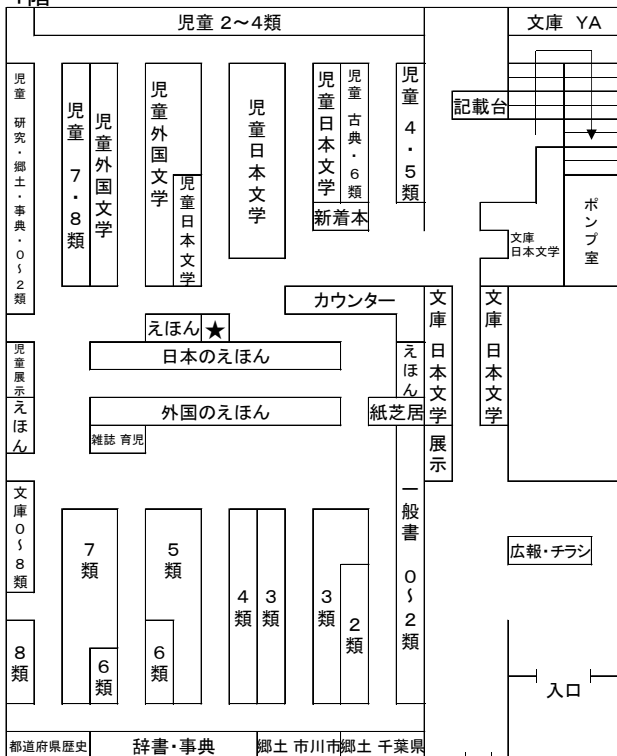 1階
児童 2～4類
文庫 YA
児童 研究・郷土・事典・0～2類
児童 7・8類
児童外国文学
児童外国文学
児童日本文学
児童日本文学
児童日本文学
児童 古典・6類
新着本
児童 4・5類
記載台
文庫
日本文学
ポンプ室
カウンター
文庫 日本文学
文庫 日本文学
えほん★
日本のえほん
えほん
児童展示
えほん
外国のえほん
紙芝居
雑誌 育児
展示
文庫0～8類
一般書 0～2類
広報・チラシ
7類
5類
4類
3類
3類
2類
8類
6類
6類
入口
都道府県歴史
辞書・事典
郷土 市川市
郷土 千葉県